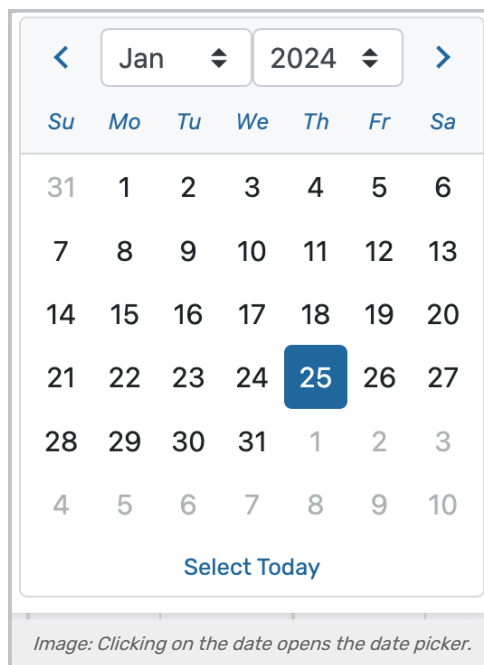 Jan 2024
Su Mo Tu We Th Fr Sa
31 1 2 3 4 5 6
7 8 9 10 11 12 13
14 15 16 17 18 19 20
21 22 23 24 25 26 27
28 29 30 31 1 2 3
4 5 6 7 8 9 10
Select Today
Image: Clicking on the date opens the date picker.